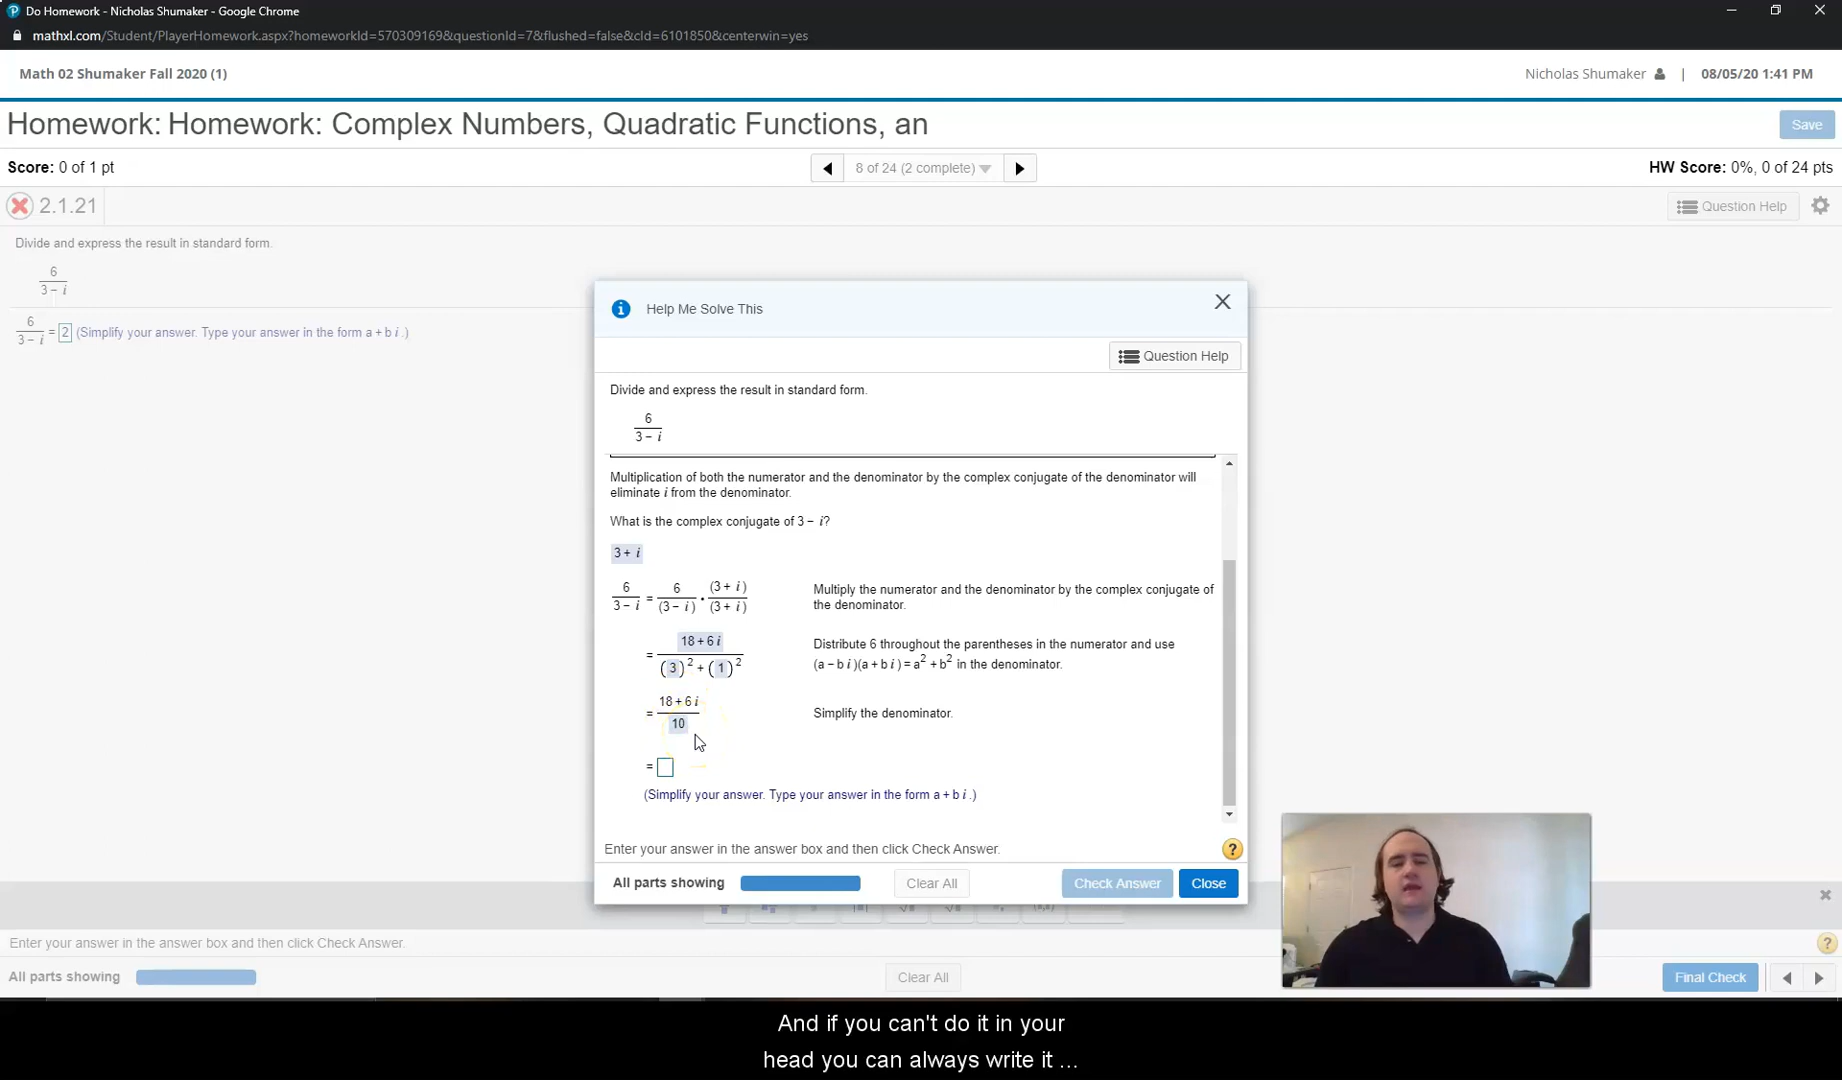 Do Homework - Nicholas Shumaker - Google Chrome
mathxl.com/Student/PlayerHomework.aspx?homeworkId=570309169&questionId=7&flushed=false&cId=6101850&centerwin=yes
Math 02 Shumaker Fall 2020 (1)
Nicholas Shumaker | 08/05/20 1:41 PM
Homework: Homework: Complex Numbers, Quadratic Functions, an
Save
Score: 0 of 1 pt
8 of 24 (2 complete)
HW Score: 0%, 0 of 24 pts
2.1.21
Question Help
Divide and express the result in standard form.
6
3 − i
6
3 − i = 2 (Simplify your answer. Type your answer in the form a + b i .)
Help Me Solve This
Question Help
Divide and express the result in standard form.
6
3 − i
Multiplication of both the numerator and the denominator by the complex conjugate of the denominator will
eliminate i from the denominator.
What is the complex conjugate of 3 − i?
3 + i
6 / 3 − i = 6 / (3 − i) • (3 + i) / (3 + i)
Multiply the numerator and the denominator by the complex conjugate of
the denominator.
= 18 + 6 i / (3)² + (1)²
Distribute 6 throughout the parentheses in the numerator and use
(a − b i )(a + b i ) = a² + b² in the denominator.
= 18 + 6 i / 10
Simplify the denominator.
=
(Simplify your answer. Type your answer in the form a + b i .)
Enter your answer in the answer box and then click Check Answer.
?
All parts showing
Clear All
Check Answer
Close
Enter your answer in the answer box and then click Check Answer.
?
All parts showing
Clear All
Final Check
And if you can't do it in your
head you can always write it ...